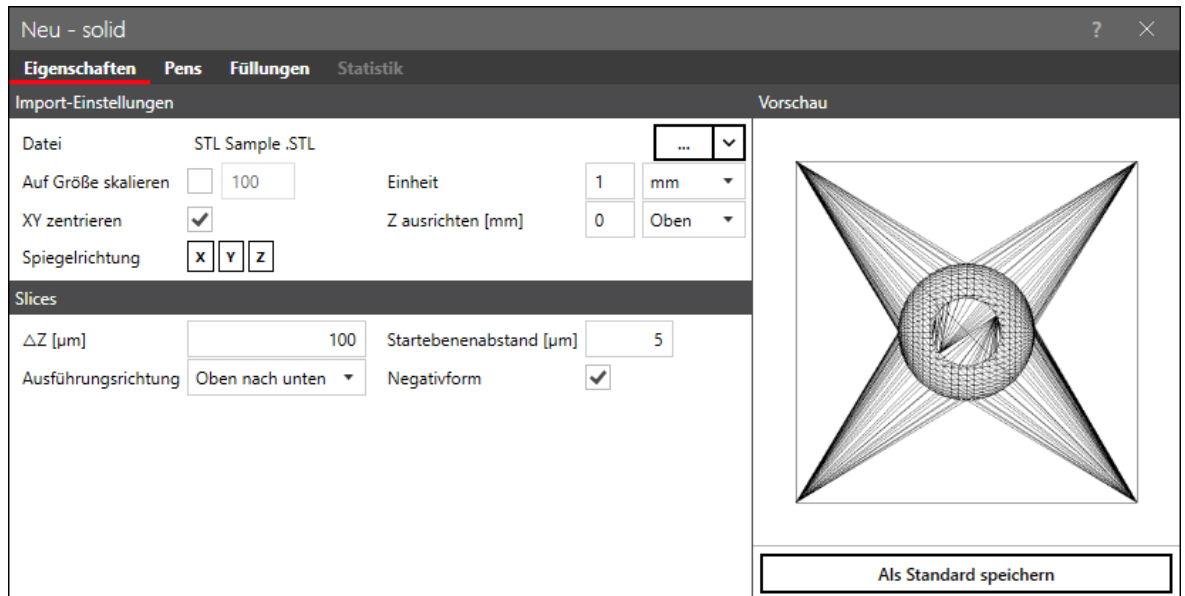 Neu - solid ?
Eigenschaften Pens Füllungen Statistik
Import-Einstellungen Vorschau
Datei STL Sample .STL ...
Auf Größe skalieren 100 Einheit 1 mm
XY zentrieren Z ausrichten [mm] 0 Oben
Spiegelrichtung X Y Z
Slices
△Z [µm] 100 Startebenenabstand [µm] 5
Ausführungsrichtung Oben nach unten Negativform
Als Standard speichern